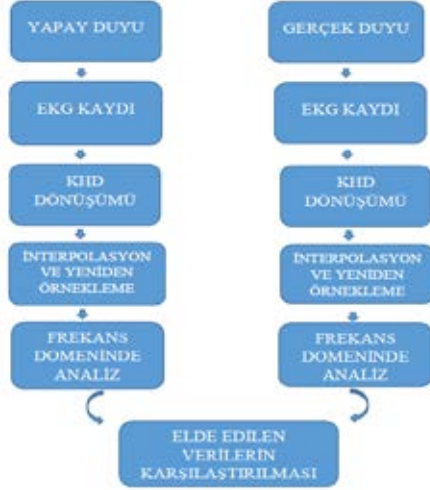 YAPAY DUYU
EKG KAYDI
KHD
DÖNÜŞÜMÜ
İNTERPOLASYON
VE YENİDEN
ÖRNEKLEME
FREKANS
DOMENİNDE
ANALİZ
GERÇEK DUYU
EKG KAYDI
KHD
DÖNÜŞÜMÜ
İNTERPOLASYON
VE YENİDEN
ÖRNEKLEME
FREKANS
DOMENİNDE
ANALİZ
ELDE EDİLEN
VERİLERİN
KARŞILAŞTIRILMASI